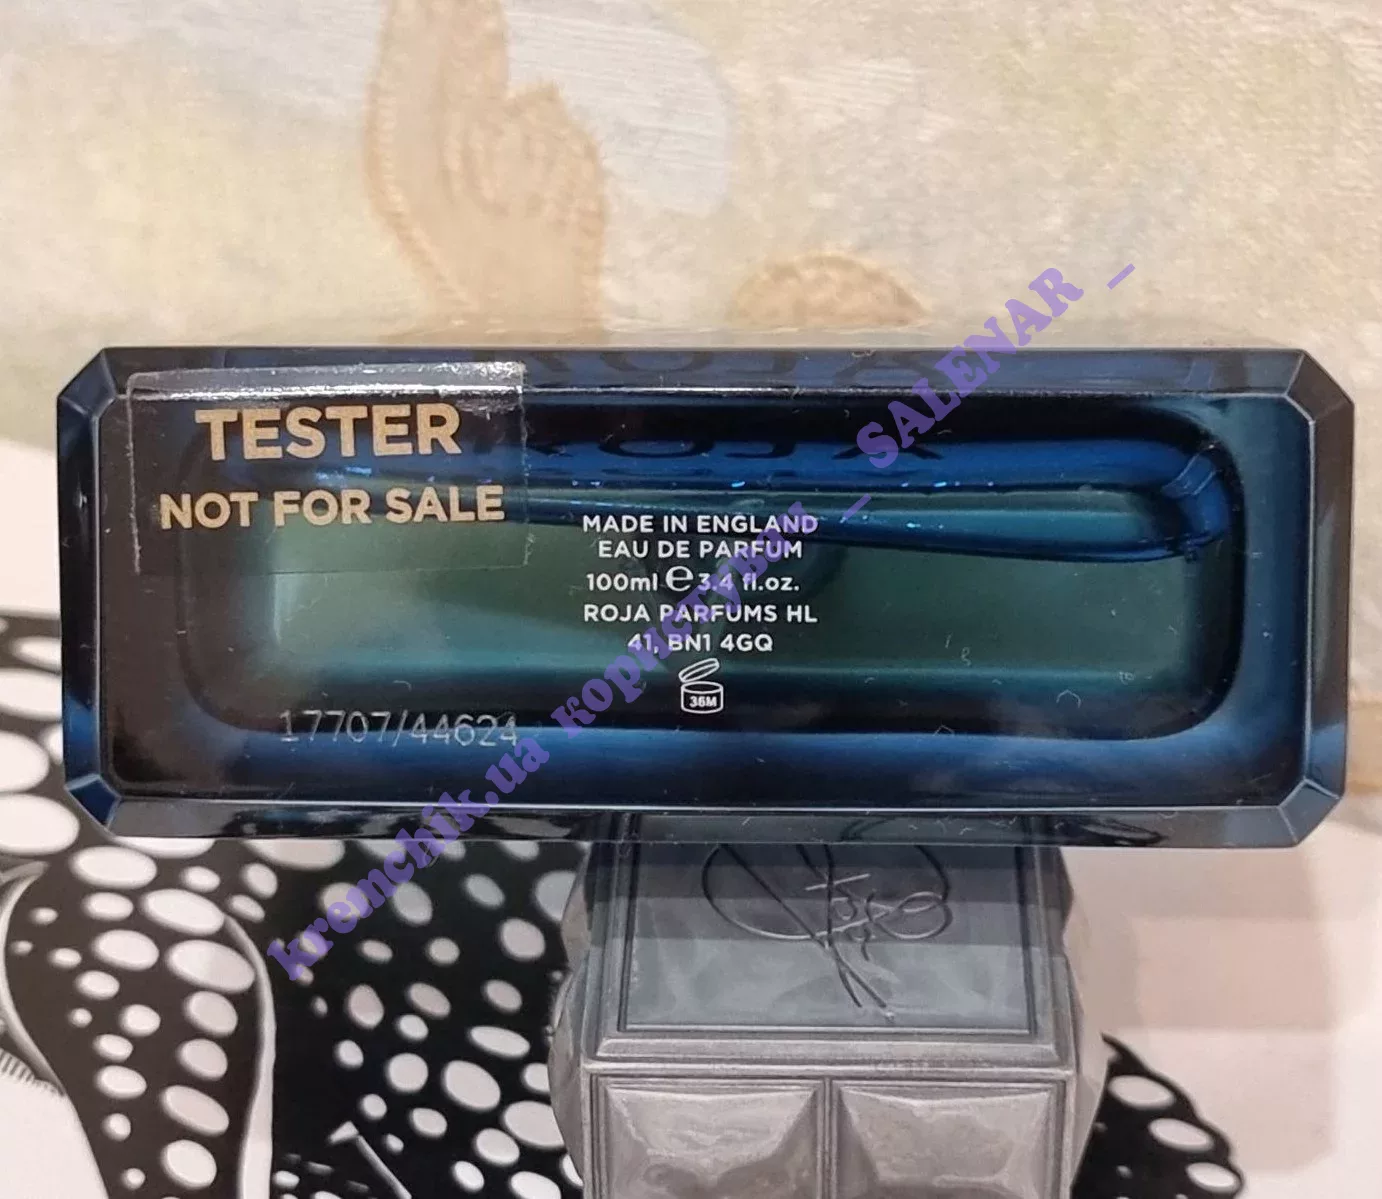 TESTER
NOT FOR SALE
MADE IN ENGLAND
EAU DE PARFUM
100ml ℮ 3.4 fl.oz.
ROJA PARFUMS HL
41, BN1 4GQ
36M
17707/44624
kremchik.ua користувач _ SALENAR _